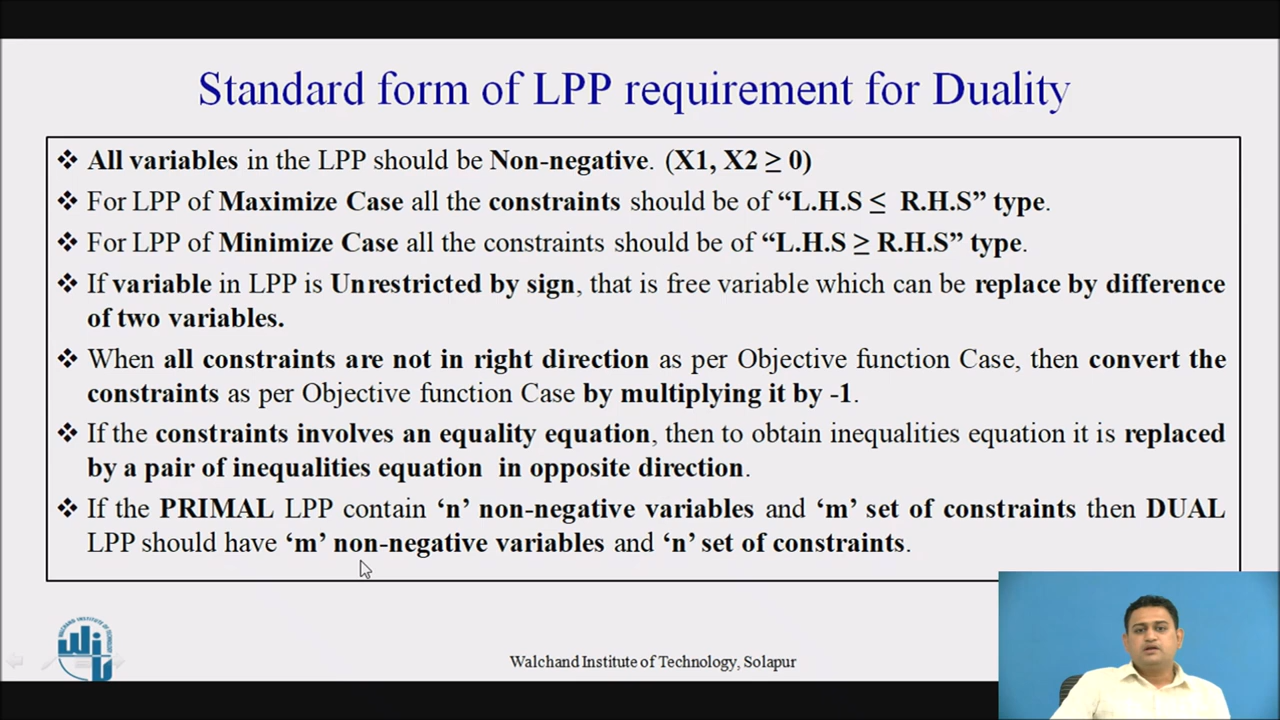 Standard form of LPP requirement for Duality
❖ All variables in the LPP should be Non-negative. (X1, X2 ≥ 0)
❖ For LPP of Maximize Case all the constraints should be of “L.H.S ≤ R.H.S” type.
❖ For LPP of Minimize Case all the constraints should be of “L.H.S ≥ R.H.S” type.
❖ If variable in LPP is Unrestricted by sign, that is free variable which can be replace by difference
of two variables.
❖ When all constraints are not in right direction as per Objective function Case, then convert the
constraints as per Objective function Case by multiplying it by -1.
❖ If the constraints involves an equality equation, then to obtain inequalities equation it is replaced
by a pair of inequalities equation in opposite direction.
❖ If the PRIMAL LPP contain ‘n’ non-negative variables and ‘m’ set of constraints then DUAL
LPP should have ‘m’ non-negative variables and ‘n’ set of constraints.
Walchand Institute of Technology, Solapur